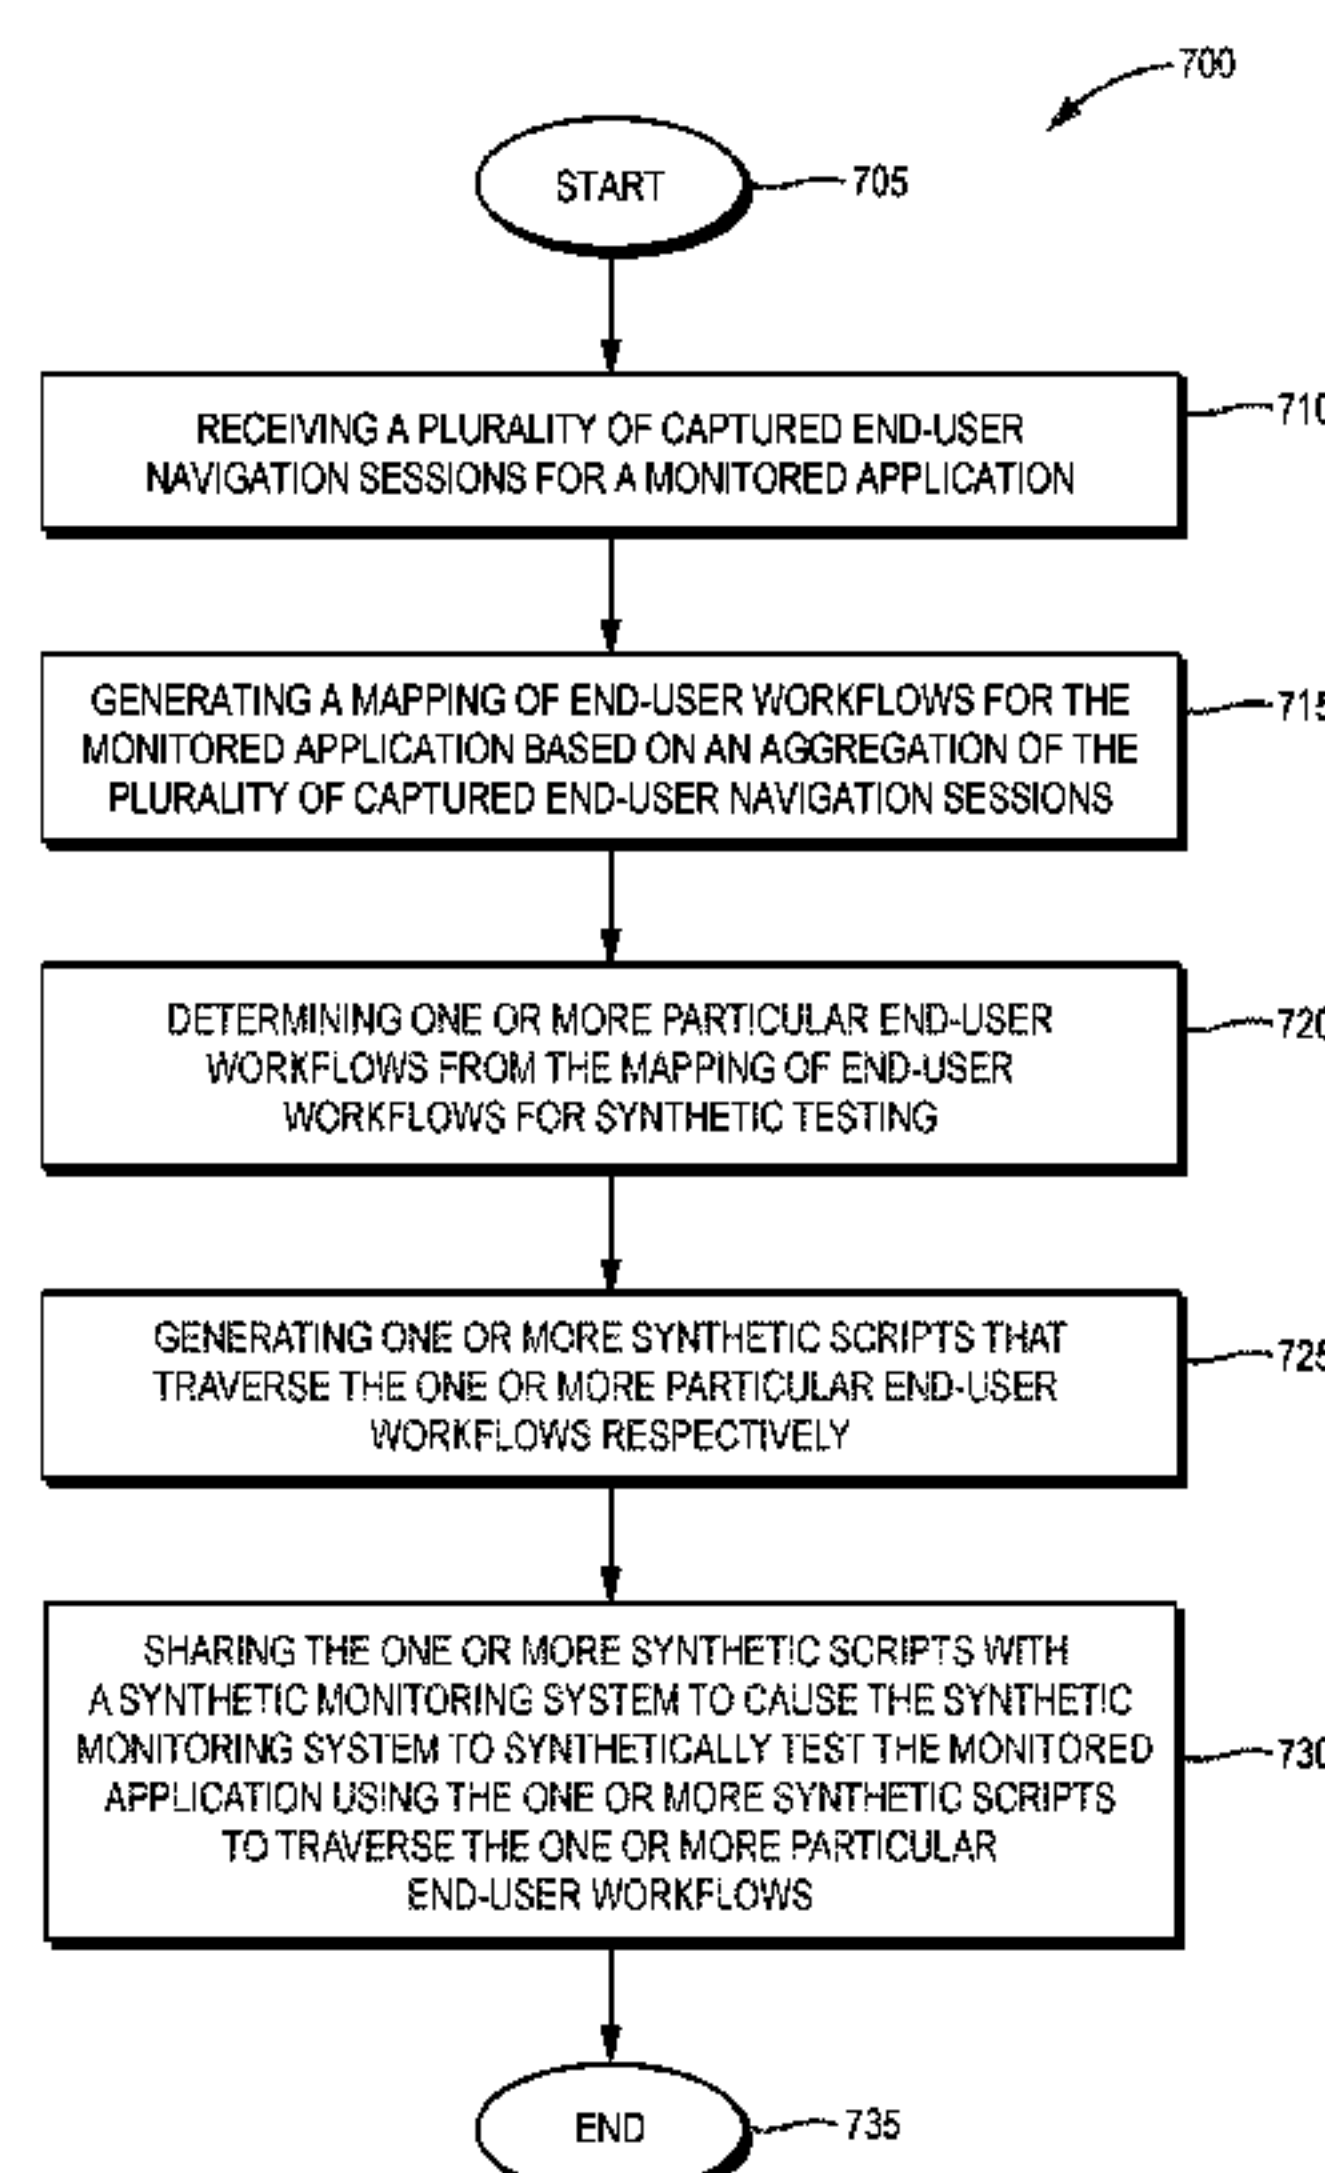 700
START
705
RECEIVING A PLURALITY OF CAPTURED END-USER
NAVIGATION SESSIONS FOR A MONITORED APPLICATION
710
GENERATING A MAPPING OF END-USER WORKFLOWS FOR THE
MONITORED APPLICATION BASED ON AN AGGREGATION OF THE
PLURALITY OF CAPTURED END-USER NAVIGATION SESSIONS
715
DETERMINING ONE OR MORE PARTICULAR END-USER
WORKFLOWS FROM THE MAPPING OF END-USER
WORKFLOWS FOR SYNTHETIC TESTING
720
GENERATING ONE OR MORE SYNTHETIC SCRIPTS THAT
TRAVERSE THE ONE OR MORE PARTICULAR END-USER
WORKFLOWS RESPECTIVELY
725
SHARING THE ONE OR MORE SYNTHETIC SCRIPTS WITH
A SYNTHETIC MONITORING SYSTEM TO CAUSE THE SYNTHETIC
MONITORING SYSTEM TO SYNTHETICALLY TEST THE MONITORED
APPLICATION USING THE ONE OR MORE SYNTHETIC SCRIPTS
TO TRAVERSE THE ONE OR MORE PARTICULAR
END-USER WORKFLOWS
730
END
735